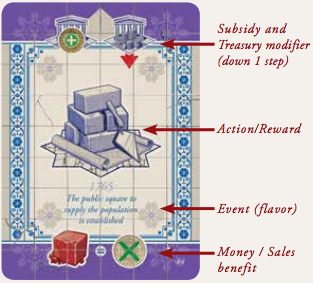 Subsidy and
Treasury modifier
(down 1 step)
Action/Reward
1765
The public square to
supply the population
is established
Event (flavor)
=
Money / Sales
benefit